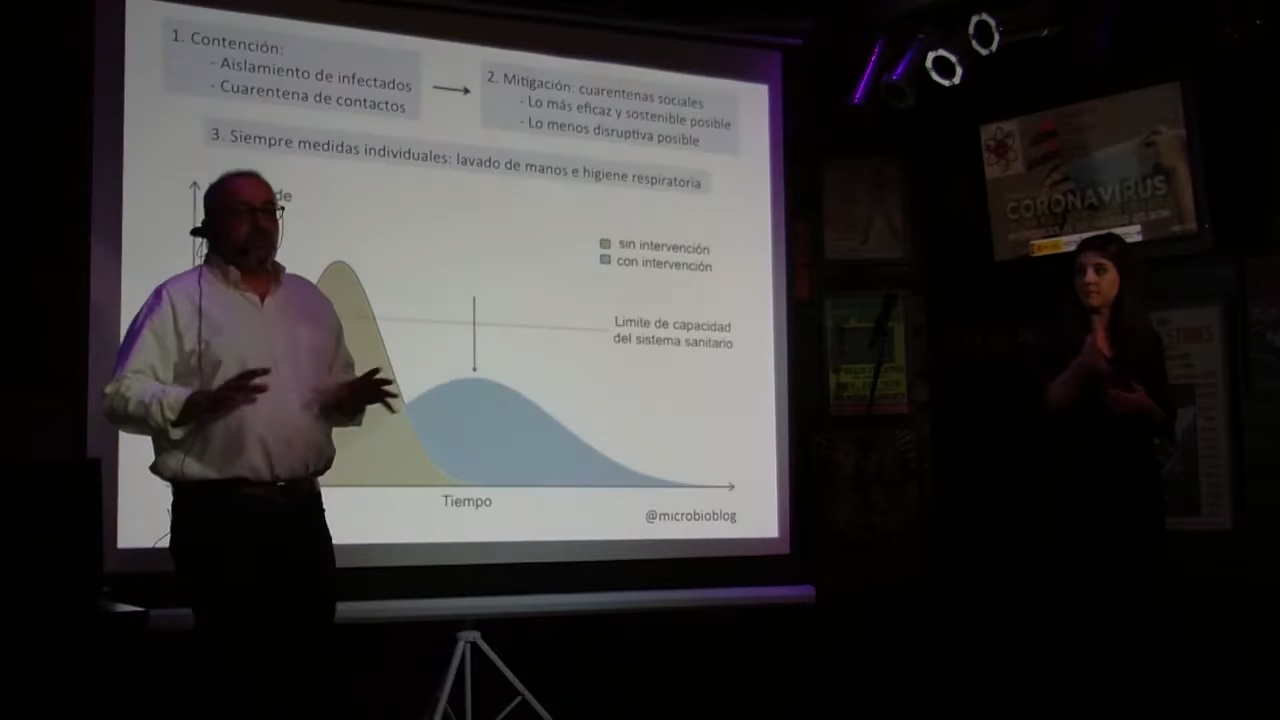 1. Contención:
- Aislamiento de infectados
- Cuarentena de contactos
2. Mitigación: cuarentenas sociales
- Lo más eficaz y sostenible posible
- Lo menos disruptiva posible
3. Siempre medidas individuales: lavado de manos e higiene respiratoria
de
sin intervención
con intervención
Limite de capacidad
del sistema sanitario
Tiempo
@microbioblog
CORONAVIRUS